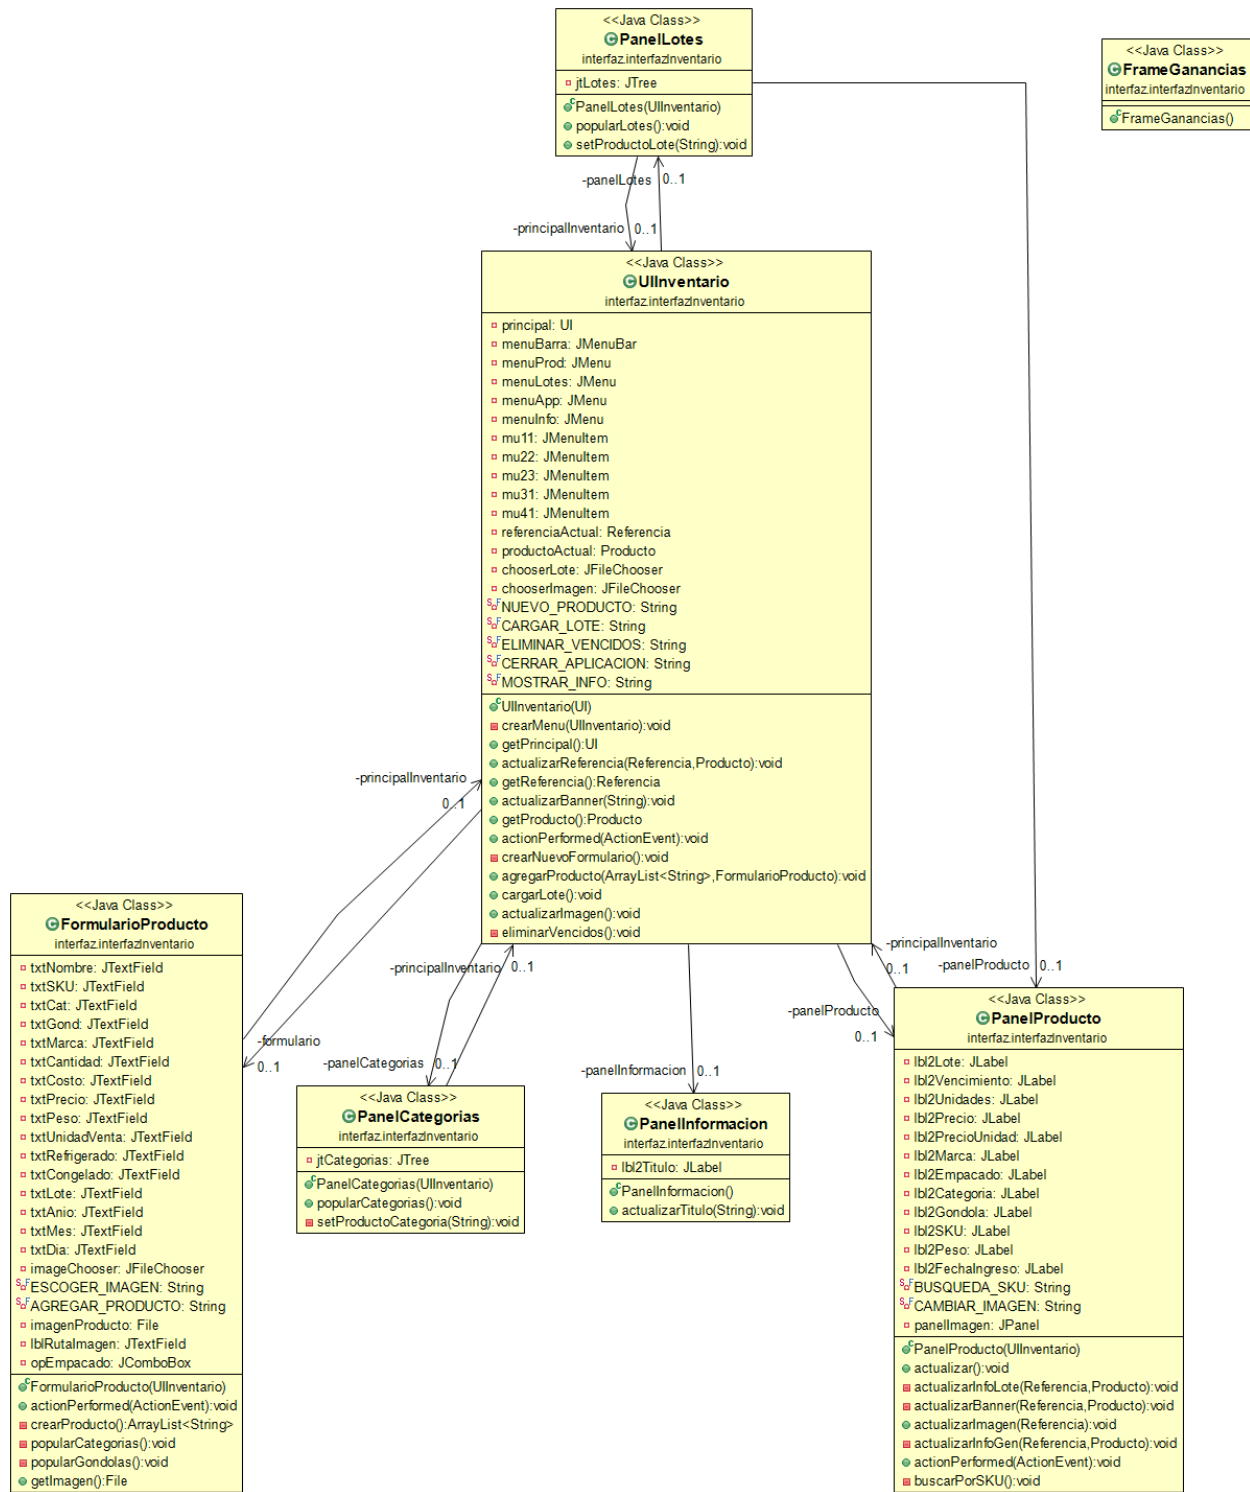 <<Java Class>>
PanelLotes
interfaz.interfazInventario
jtLotes: JTree
PanelLotes(UIInventario)
popularLotes():void
setProductoLote(String):void
<<Java Class>>
FrameGanancias
interfaz.interfazInventario
FrameGanancias()
-panelLotes
0..1
-principalInventario
0..1
<<Java Class>>
UIInventario
interfaz.interfazInventario
principal: UI
menuBarra: JMenuBar
menuProd: JMenu
menuLotes: JMenu
menuApp: JMenu
menuInfo: JMenu
mu11: JMenuItem
mu22: JMenuItem
mu23: JMenuItem
mu31: JMenuItem
mu41: JMenuItem
referenciaActual: Referencia
productoActual: Producto
chooserLote: JFileChooser
chooserImagen: JFileChooser
NUEVO_PRODUCTO: String
CARGAR_LOTE: String
ELIMINAR_VENCIDOS: String
CERRAR_APLICACION: String
MOSTRAR_INFO: String
UIInventario(UI)
crearMenu(UIInventario):void
getPrincipal():UI
actualizarReferencia(Referencia,Producto):void
getReferencia():Referencia
actualizarBanner(String):void
getProducto():Producto
actionPerformed(ActionEvent):void
crearNuevoFormulario():void
agregarProducto(ArrayList<String>,FormularioProducto):void
cargarLote():void
actualizarImagen():void
eliminarVencidos():void
-principalInventario
0..1
-formulario
0..1
-principalInventario
0..1
-panelCategorias
0..1
-panelInformacion
0..1
-panelProducto
0..1
-principalInventario
0..1
-panelProducto
0..1
<<Java Class>>
FormularioProducto
interfaz.interfazInventario
txtNombre: JTextField
txtSKU: JTextField
txtCat: JTextField
txtGond: JTextField
txtMarca: JTextField
txtCantidad: JTextField
txtCosto: JTextField
txtPrecio: JTextField
txtPeso: JTextField
txtUnidadVenta: JTextField
txtRefrigerado: JTextField
txtCongelado: JTextField
txtLote: JTextField
txtAnio: JTextField
txtMes: JTextField
txtDia: JTextField
imageChooser: JFileChooser
ESCOGER_IMAGEN: String
AGREGAR_PRODUCTO: String
imagenProducto: File
lblRutaImagen: JTextField
opEmpacado: JComboBox
FormularioProducto(UIInventario)
actionPerformed(ActionEvent):void
crearProducto():ArrayList<String>
popularCategorias():void
popularGondolas():void
getImagen():File
<<Java Class>>
PanelCategorias
interfaz.interfazInventario
jtCategorias: JTree
PanelCategorias(UIInventario)
popularCategorias():void
setProductoCategoria(String):void
<<Java Class>>
PanelInformacion
interfaz.interfazInventario
lbl2Titulo: JLabel
PanelInformacion()
actualizarTitulo(String):void
<<Java Class>>
PanelProducto
interfaz.interfazInventario
lbl2Lote: JLabel
lbl2Vencimiento: JLabel
lbl2Unidades: JLabel
lbl2Precio: JLabel
lbl2PrecioUnidad: JLabel
lbl2Marca: JLabel
lbl2Empacado: JLabel
lbl2Categoria: JLabel
lbl2Gondola: JLabel
lbl2SKU: JLabel
lbl2Peso: JLabel
lbl2FechaIngreso: JLabel
BUSQUEDA_SKU: String
CAMBIAR_IMAGEN: String
panelImagen: JPanel
PanelProducto(UIInventario)
actualizar():void
actualizarInfoLote(Referencia,Producto):void
actualizarBanner(Referencia,Producto):void
actualizarImagen(Referencia):void
actualizarInfoGen(Referencia,Producto):void
actionPerformed(ActionEvent):void
buscarPorSKU():void